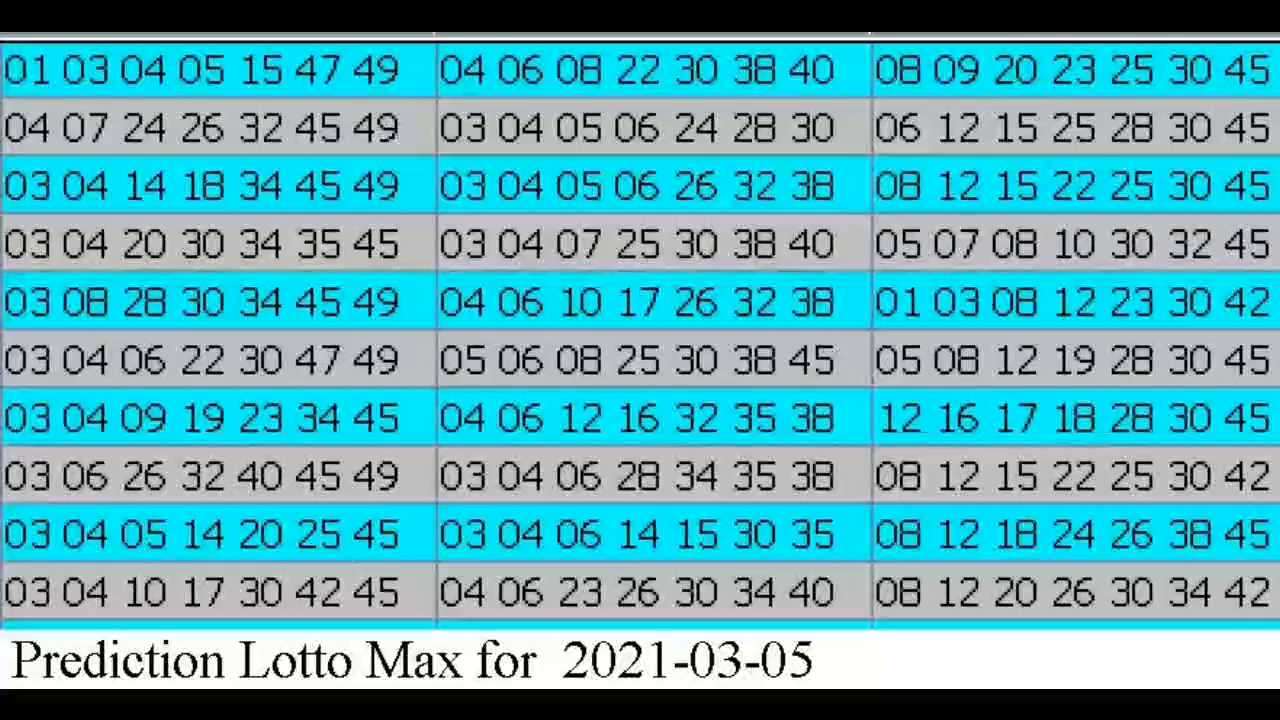 01 03 04 05 15 47 49 04 06 08 22 30 38 40 08 09 20 23 25 30 45
04 07 24 26 32 45 49 03 04 05 06 24 28 30 06 12 15 25 28 30 45
03 04 14 18 34 45 49 03 04 05 06 26 32 38 08 12 15 22 25 30 45
03 04 20 30 34 35 45 03 04 07 25 30 38 40 05 07 08 10 30 32 45
03 08 28 30 34 45 49 04 06 10 17 26 32 38 01 03 08 12 23 30 42
03 04 06 22 30 47 49 05 06 08 25 30 38 45 05 08 12 19 28 30 45
03 04 09 19 23 34 45 04 06 12 16 32 35 38 12 16 17 18 28 30 45
03 06 26 32 40 45 49 03 04 06 28 34 35 38 08 12 15 22 25 30 42
03 04 05 14 20 25 45 03 04 06 14 15 30 35 08 12 18 24 26 38 45
03 04 10 17 30 42 45 04 06 23 26 30 34 40 08 12 20 26 30 34 42
Prediction Lotto Max for 2021-03-05